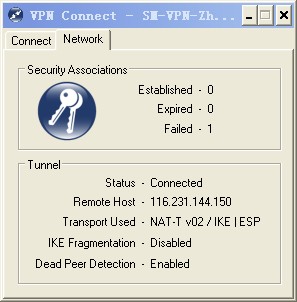 VPN Connect - SM-VPN-Zh...
Connect Network
Security Associations
Established - 0
Expired - 0
Failed - 1
Tunnel
Status - Connected
Remote Host - 116.231.144.150
Transport Used - NAT-T v02 / IKE | ESP
IKE Fragmentation - Disabled
Dead Peer Detection - Enabled